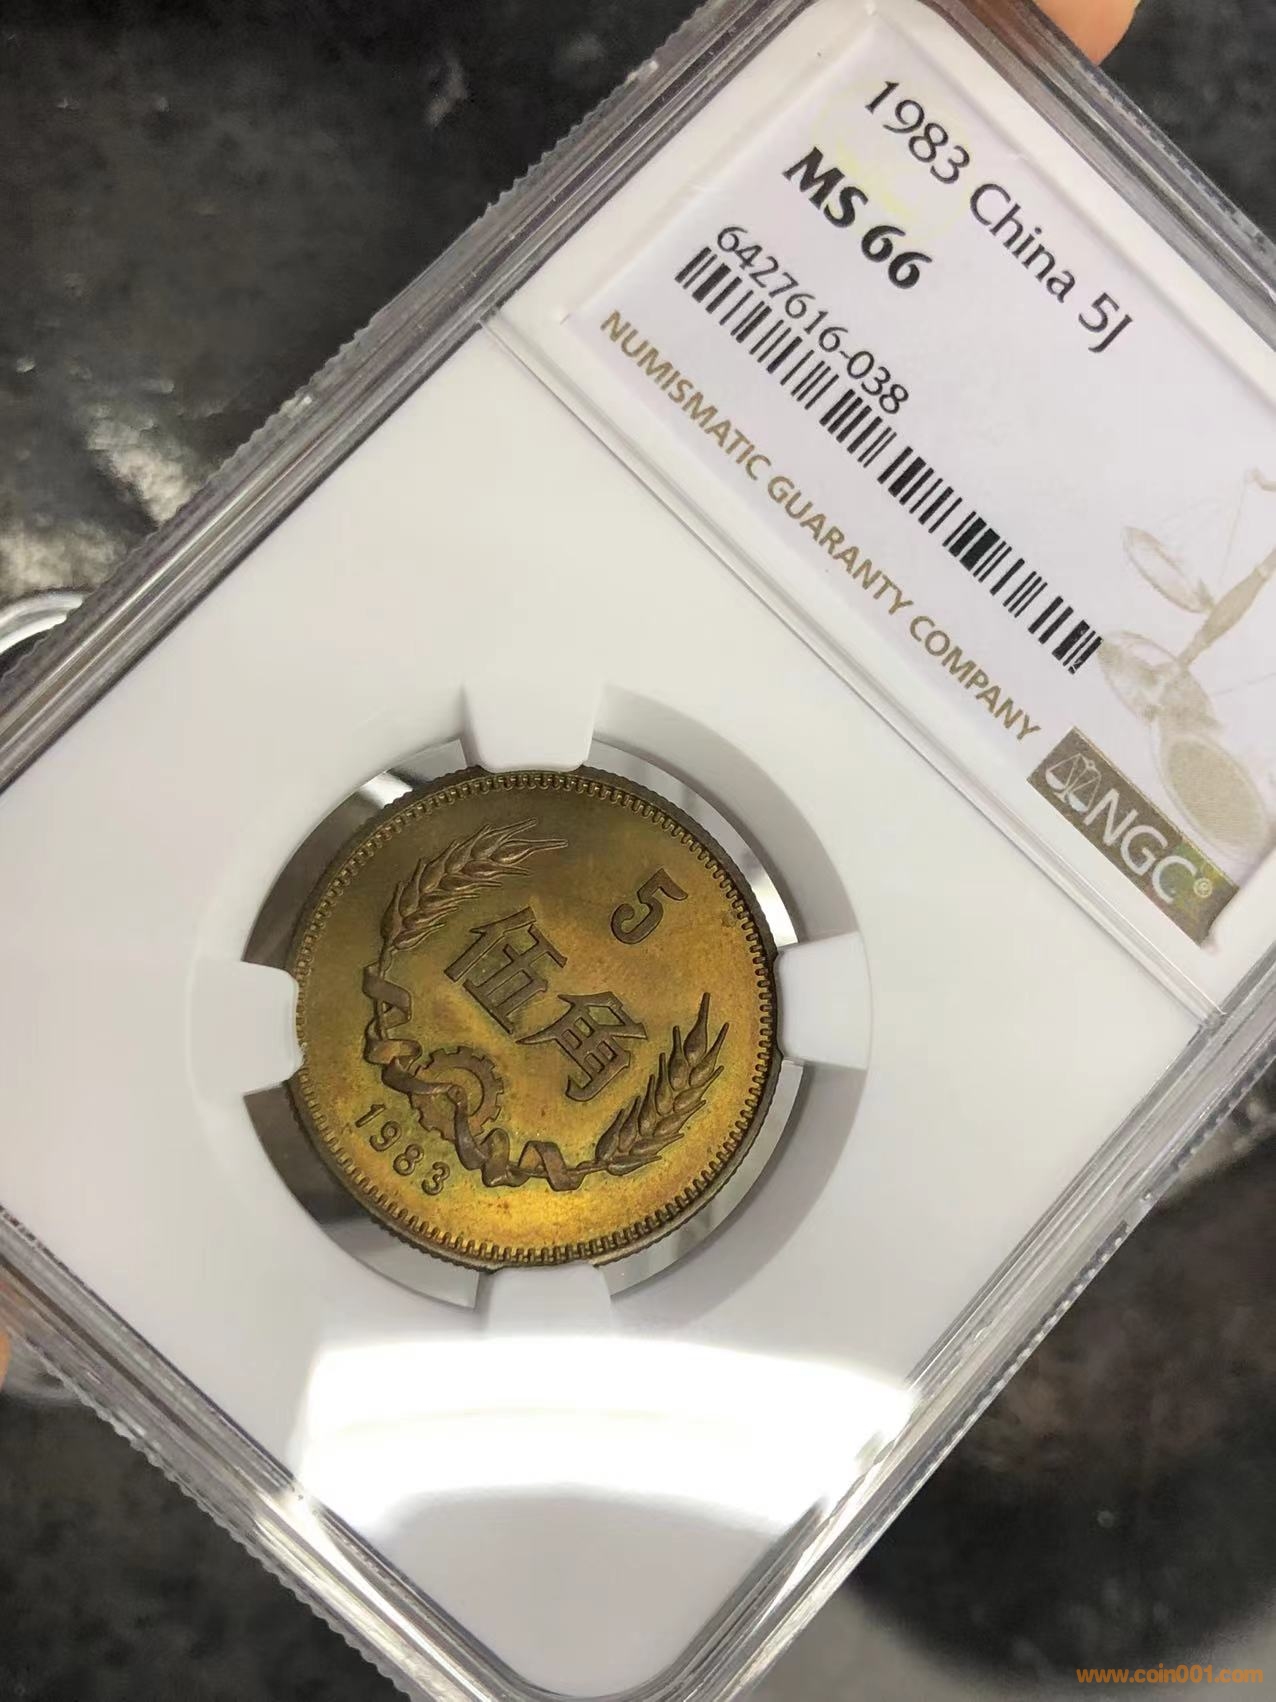 1983 China 5J
MS 66
6427616-038
NUMISMATIC GUARANTY COMPANY
NGC®
5
伍角
1983
www.coin001.com